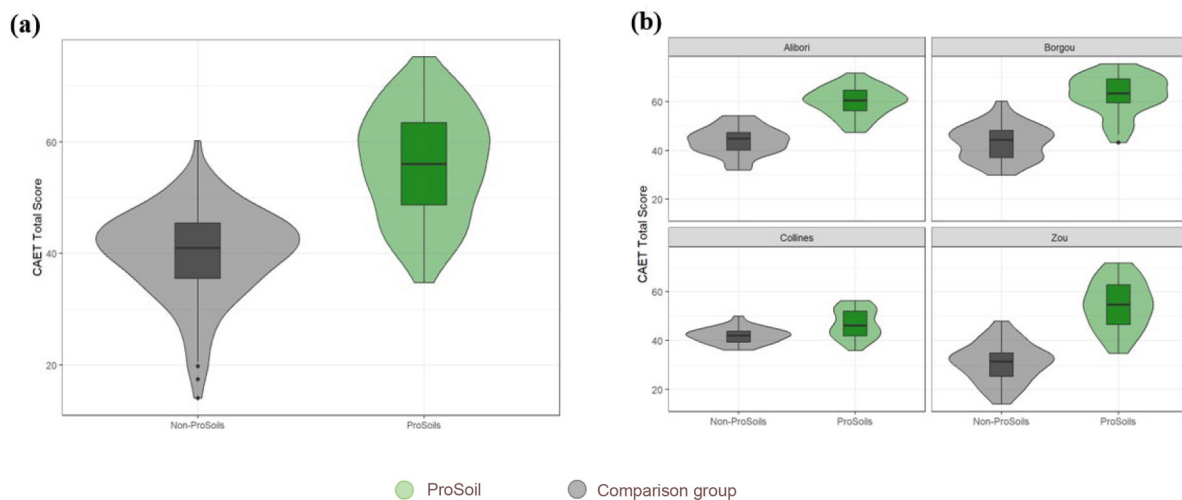 (a)
CAET Total Score
60
40
20
Non-ProSoils ProSoils
(b)
CAET Total Score
Alibori Borgou
60
40
20
Collines Zou
60
40
20
Non-ProSoils ProSoils Non-ProSoils ProSoils
ProSoil Comparison group